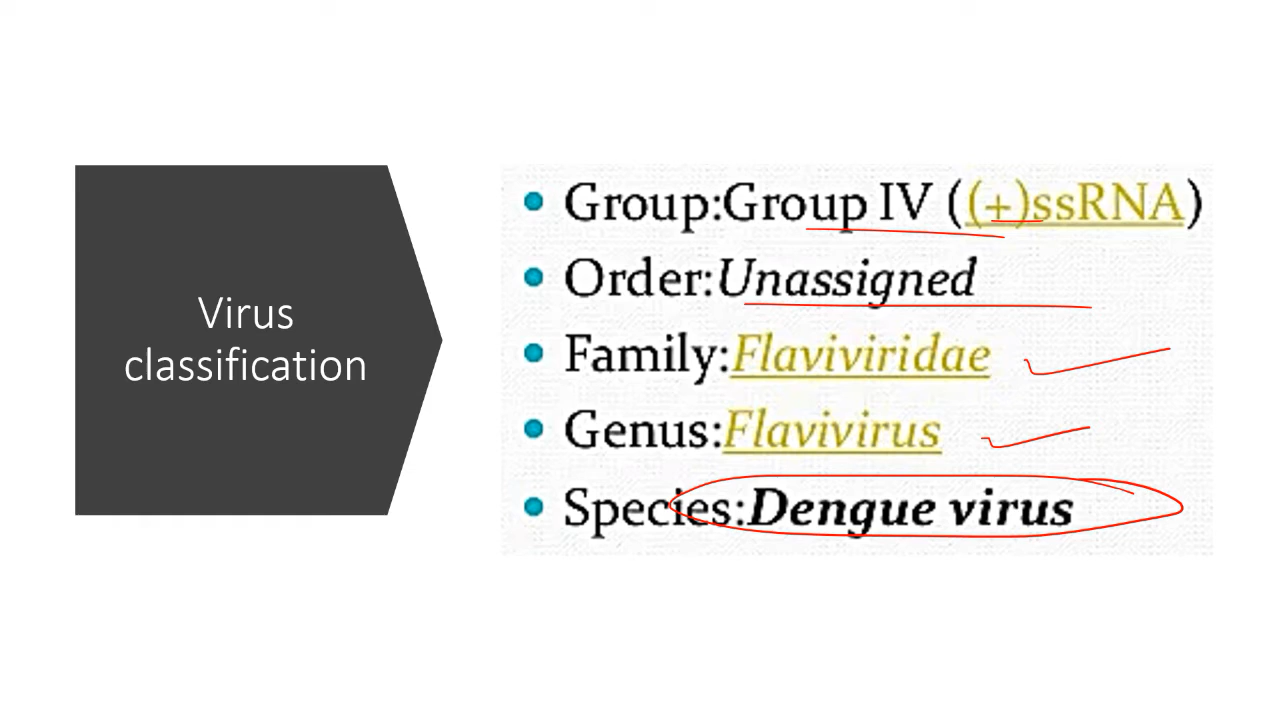 Virus
classification
• Group:Group IV ((+)ssRNA)
• Order:Unassigned
• Family:Flaviviridae
• Genus:Flavivirus
• Species:Dengue virus